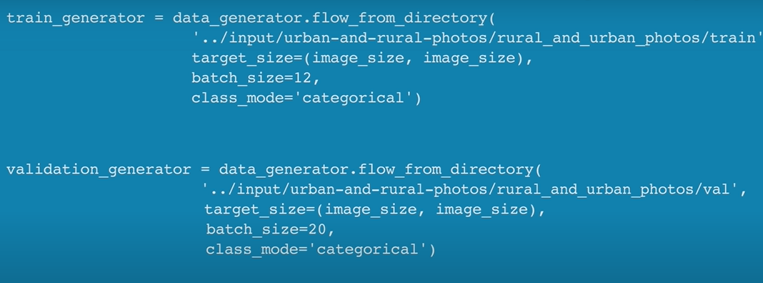 train_generator = data_generator.flow_from_directory(
'../input/urban-and-rural-photos/rural_and_urban_photos/train'
target_size=(image_size, image_size),
batch_size=12,
class_mode='categorical')
validation_generator = data_generator.flow_from_directory(
'../input/urban-and-rural-photos/rural_and_urban_photos/val',
target_size=(image_size, image_size),
batch_size=20,
class_mode='categorical')